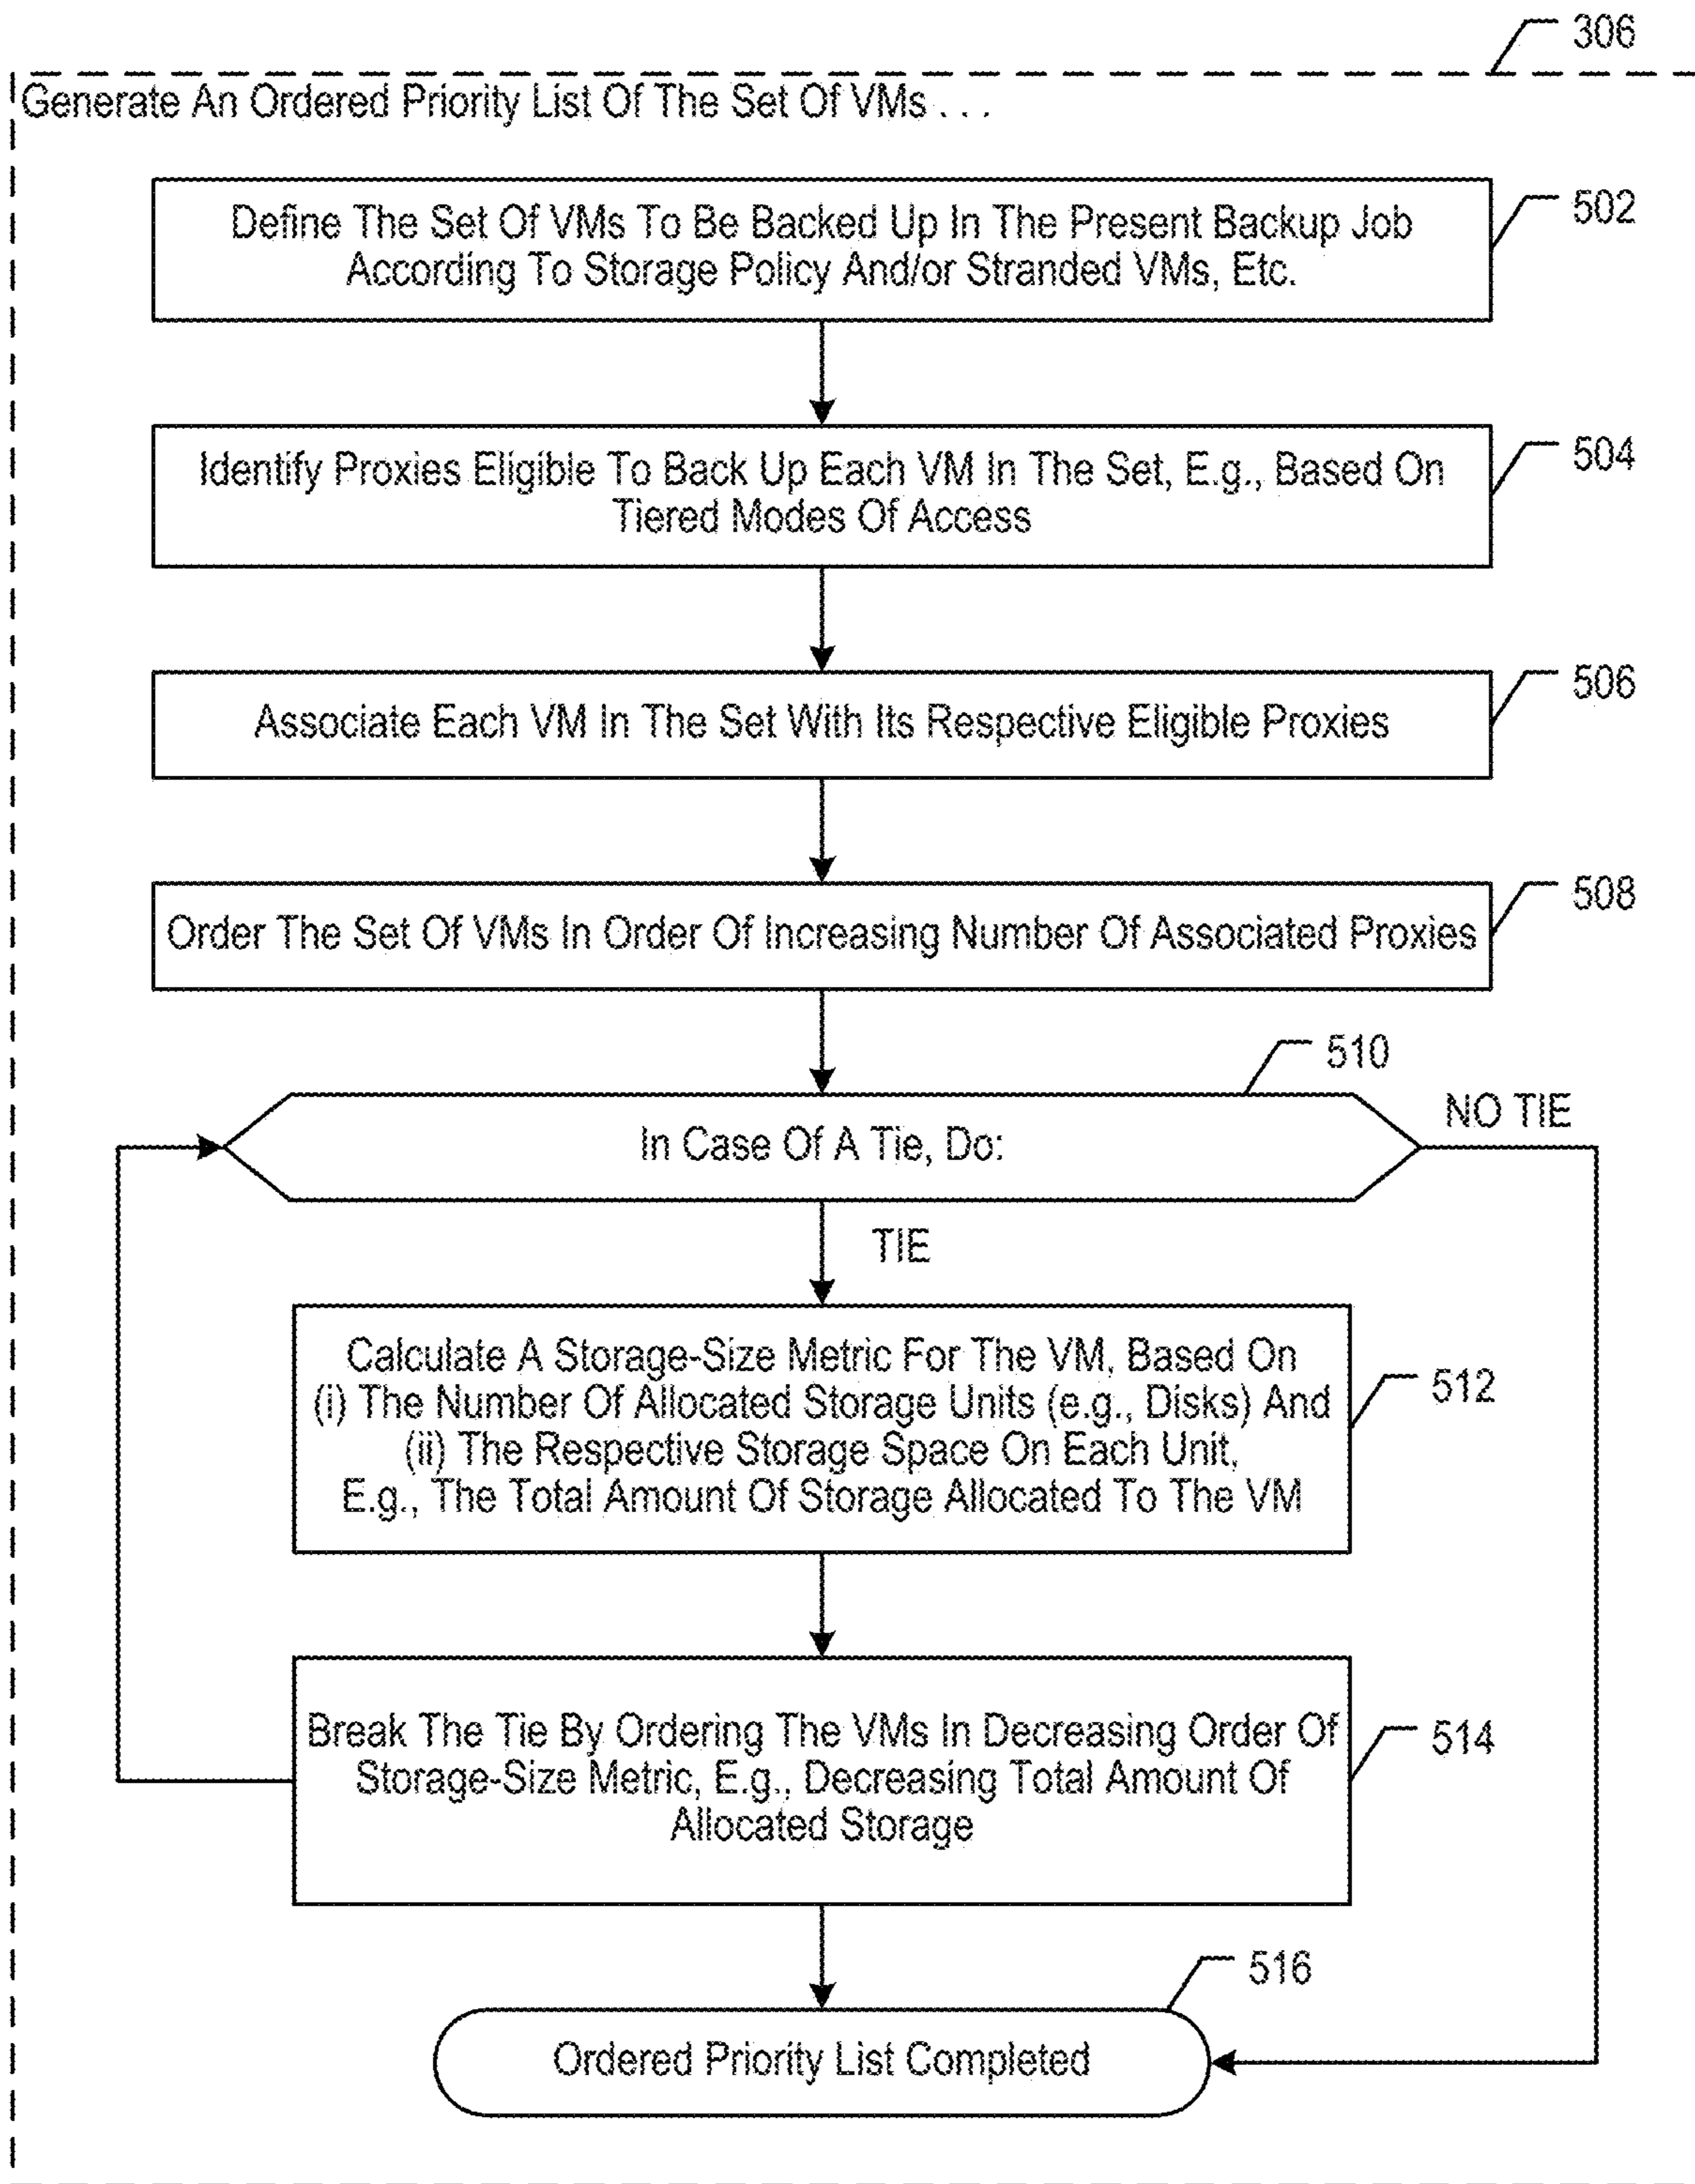 306
Generate An Ordered Priority List Of The Set Of VMs . . .
Define The Set Of VMs To Be Backed Up In The Present Backup Job
According To Storage Policy And/or Stranded VMs, Etc.
502
Identify Proxies Eligible To Back Up Each VM In The Set, E.g., Based On
Tiered Modes Of Access
504
Associate Each VM In The Set With Its Respective Eligible Proxies
506
Order The Set Of VMs In Order Of Increasing Number Of Associated Proxies
508
510
In Case Of A Tie, Do:
NO TIE
TIE
Calculate A Storage-Size Metric For The VM, Based On
(i) The Number Of Allocated Storage Units (e.g., Disks) And
(ii) The Respective Storage Space On Each Unit,
E.g., The Total Amount Of Storage Allocated To The VM
512
Break The Tie By Ordering The VMs In Decreasing Order Of
Storage-Size Metric, E.g., Decreasing Total Amount Of
Allocated Storage
514
516
Ordered Priority List Completed